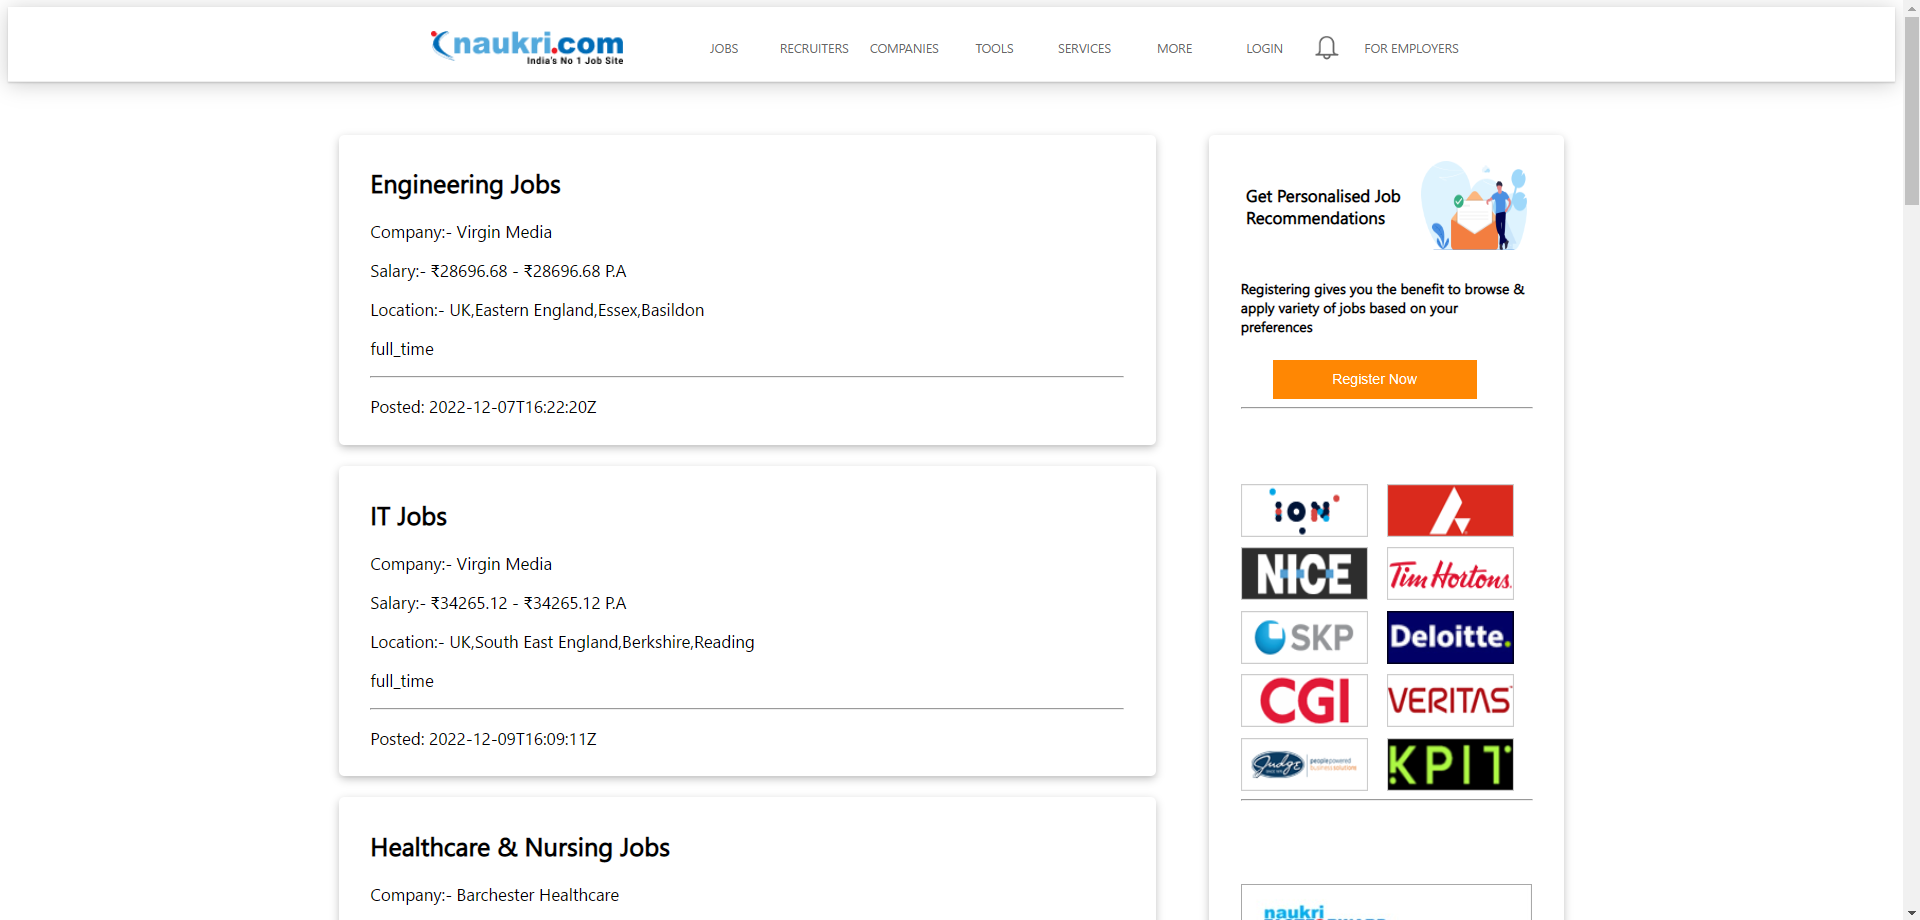 naukri.com
India's No 1 Job Site
JOBS
RECRUITERS
COMPANIES
TOOLS
SERVICES
MORE
LOGIN
FOR EMPLOYERS
Engineering Jobs
Company:- Virgin Media
Salary:- ₹28696.68 - ₹28696.68 P.A
Location:- UK,Eastern England,Essex,Basildon
full_time
Posted: 2022-12-07T16:22:20Z
IT Jobs
Company:- Virgin Media
Salary:- ₹34265.12 - ₹34265.12 P.A
Location:- UK,South East England,Berkshire,Reading
full_time
Posted: 2022-12-09T16:09:11Z
Healthcare & Nursing Jobs
Company:- Barchester Healthcare
Get Personalised Job
Recommendations
Registering gives you the benefit to browse &
apply variety of jobs based on your
preferences
Register Now
iON
NICE
Tim Hortons.
SKP
Deloitte.
CGI
VERITAS
Judge
people powered
business solutions
KPIT
naukri